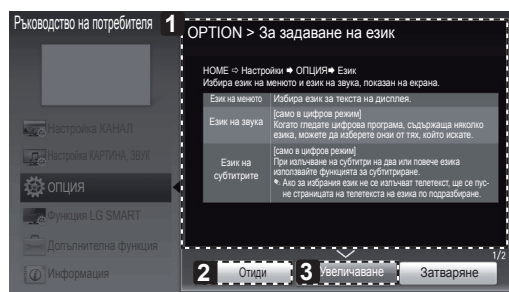 Ръководство на потребителя
1
OPTION > За задаване на език
HOME ⇨ Настройки ➡ ОПЦИЯ➡ Език
Избира език на менюто и език на звука, показан на екрана.
Език на менюто Избира език за текста на дисплея.
Език на звука
[само в цифров режим]
Когато гледате цифрова програма, съдържаща няколко
езика, можете да изберете онзи от тях, който искате.
Език на
субтитрите
[само в цифров режим]
При излъчване на субтитри на два или повече езика
използвайте функцията за субтитриране.
Ако за избрания език не се излъчват телетекст, ще се пус-
не страницата на телетекста на езика по подразбиране.
Настройка КАНАЛ
Настройка КАРТИНА, ЗВУК
ОПЦИЯ
Функция LG SMART
Допълнителна функция
Информация
1/2
2 Отиди
3 Увеличаване
Затваряне